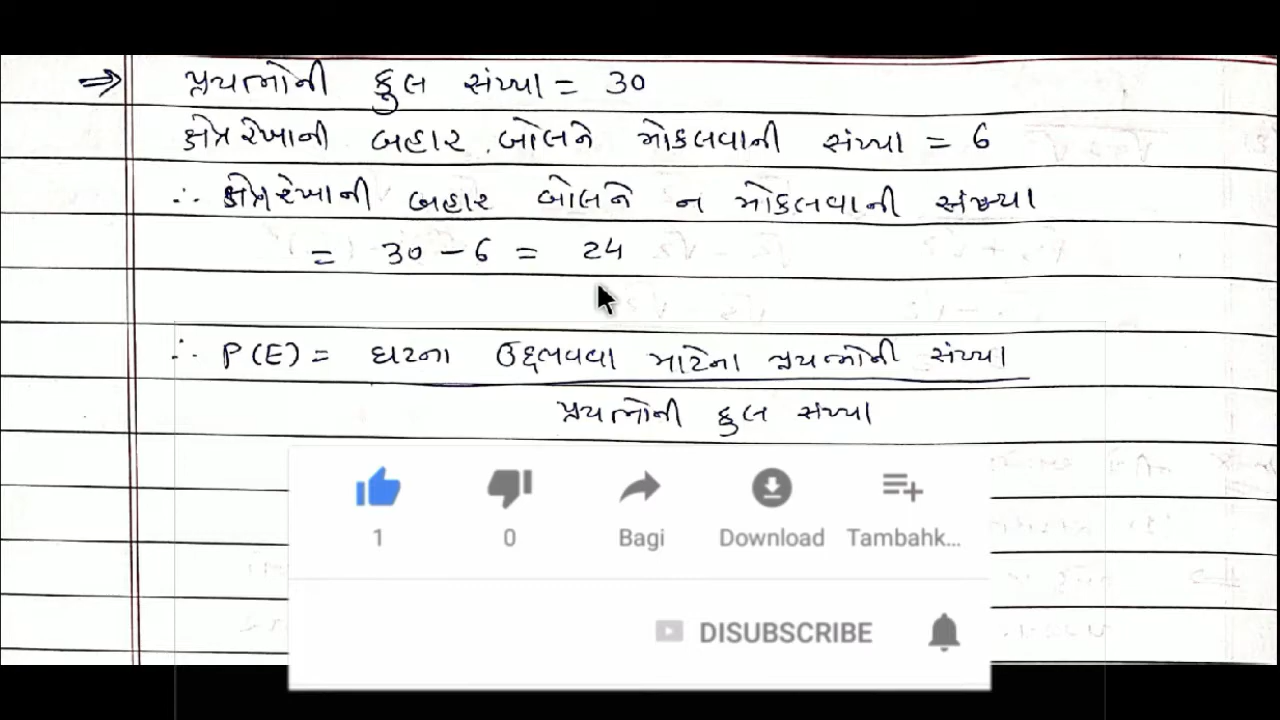 ⇒ પ્રયત્નોની કુલ સંખ્યા = 30
ક્ષેત્રરેખાની બહાર બોલને મોકલવાની સંખ્યા = 6
∴ ક્ષેત્રરેખાની બહાર બોલને ન મોકલવાની સંખ્યા
= 30 - 6 = 24
∴ P(E) = ઘટના ઉદ્દભવવા માટેના પ્રયત્નોની સંખ્યા
પ્રયત્નોની કુલ સંખ્યા
1 0 Bagi Download Tambahk...
DISUBSCRIBE